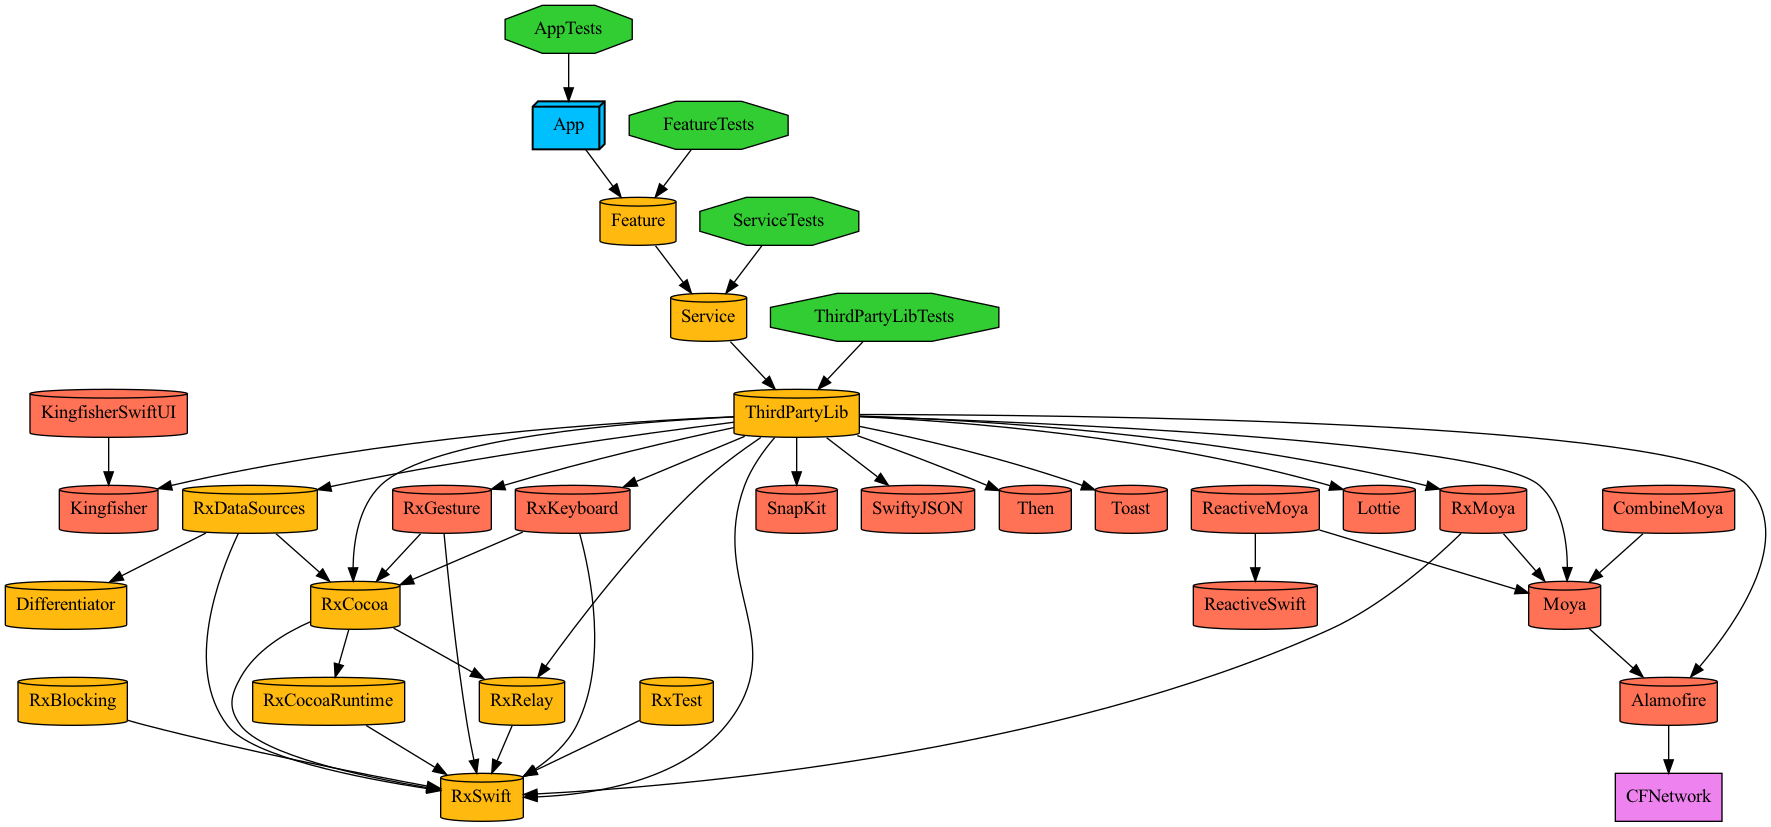 AppTests
App
FeatureTests
Feature
ServiceTests
Service
ThirdPartyLibTests
KingfisherSwiftUI
ThirdPartyLib
Kingfisher
RxDataSources
RxGesture
RxKeyboard
SnapKit
SwiftyJSON
Then
Toast
ReactiveMoya
Lottie
RxMoya
CombineMoya
Differentiator
RxCocoa
ReactiveSwift
Moya
RxBlocking
RxCocoaRuntime
RxRelay
RxTest
Alamofire
RxSwift
CFNetwork